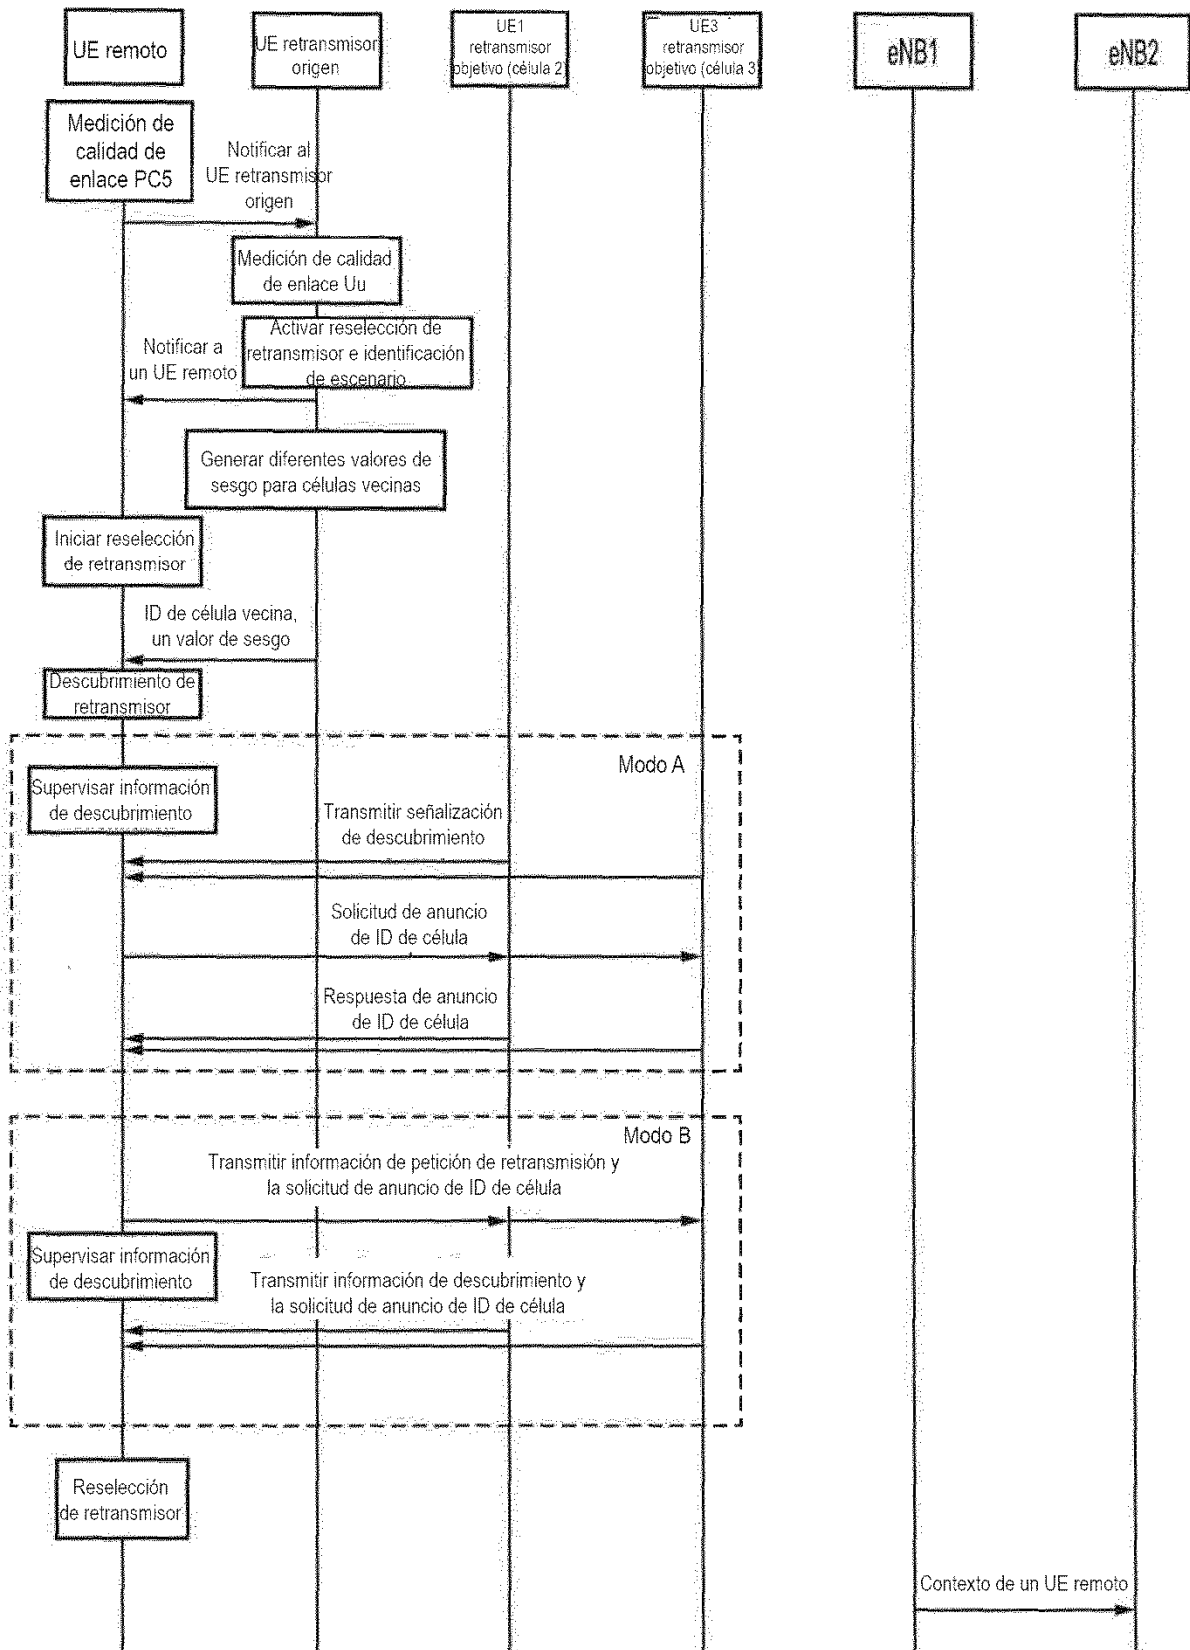 UE remoto
UE retransmisor
origen
UE1
retransmisor
objetivo (célula 2)
UE3
retransmisor
objetivo (célula 3
eNB1
eNB2
Medición de
calidad de
enlace PC5
Notificar al
UE retransmisor
origen
Medición de calidad
de enlace Uu
Activar reselección de
retransmisor e identificación
de escenario
Notificar a
un UE remoto
Generar diferentes valores de
sesgo para células vecinas
Iniciar reselección
de retransmisor
ID de célula vecina,
un valor de sesgo
Descubrimiento de
retransmisor
Modo A
Supervisar información
de descubrimiento
Transmitir señalización
de descubrimiento
Solicitud de anuncio
de ID de célula
Respuesta de anuncio
de ID de célula
Modo B
Transmitir información de petición de retransmisión y
la solicitud de anuncio de ID de célula
Supervisar información
de descubrimiento
Transmitir información de descubrimiento y
la solicitud de anuncio de ID de célula
Reselección
de retransmisor
Contexto de un UE remoto